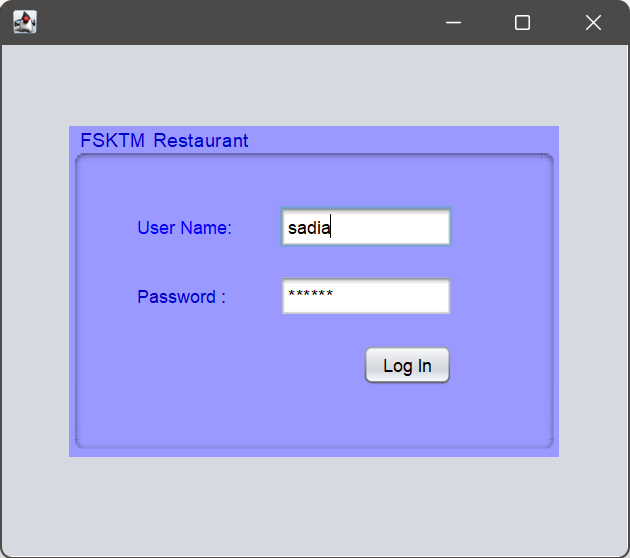 FSKTM Restaurant
User Name: sadia
Password : ******
Log In